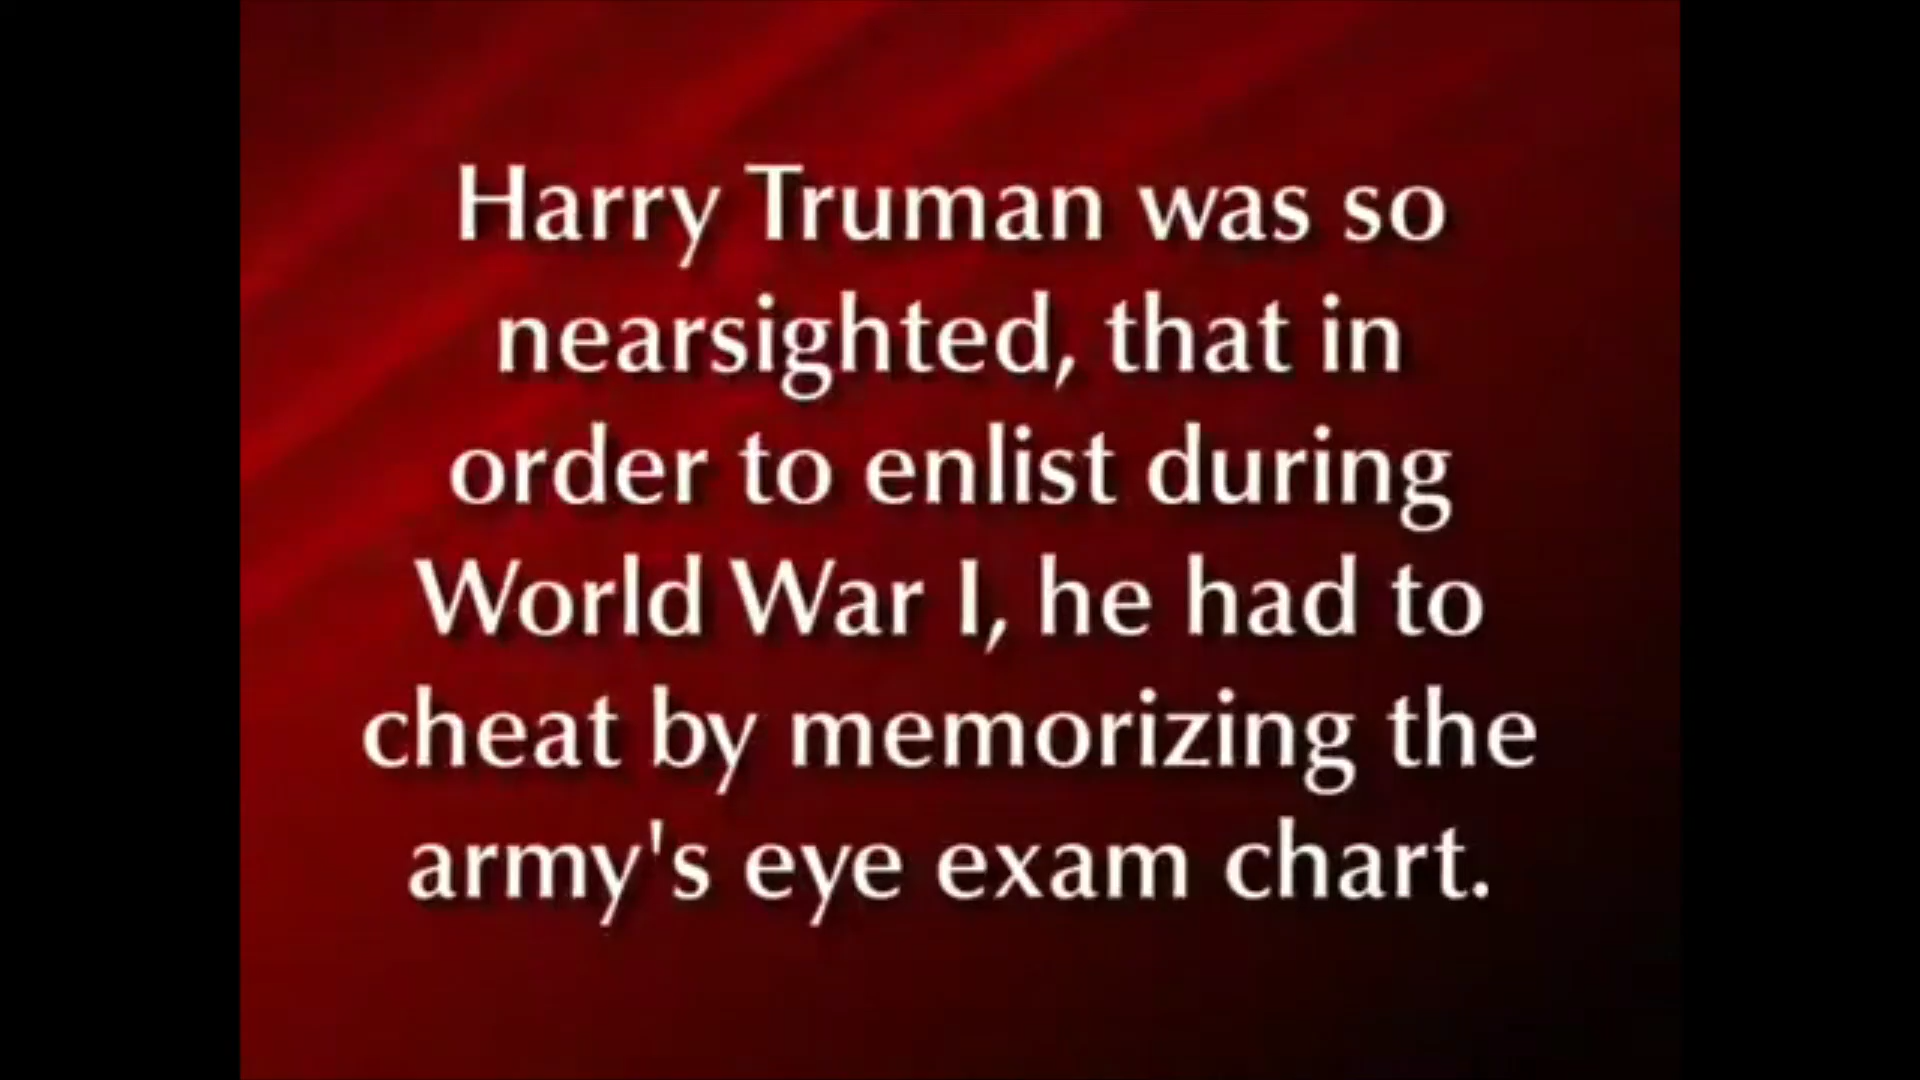 Harry Truman was so
nearsighted, that in
order to enlist during
World War I, he had to
cheat by memorizing the
army's eye exam chart.